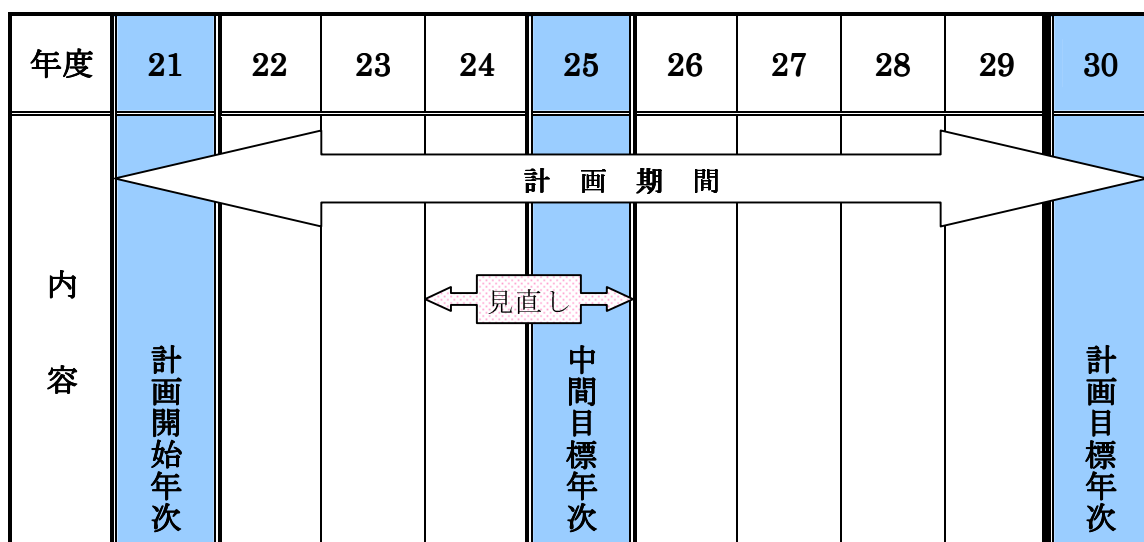 年度 21 22 23 24 25 26 27 28 29 30
計画期間
見直し
内容
計画開始年次
中間目標年次
計画目標年次